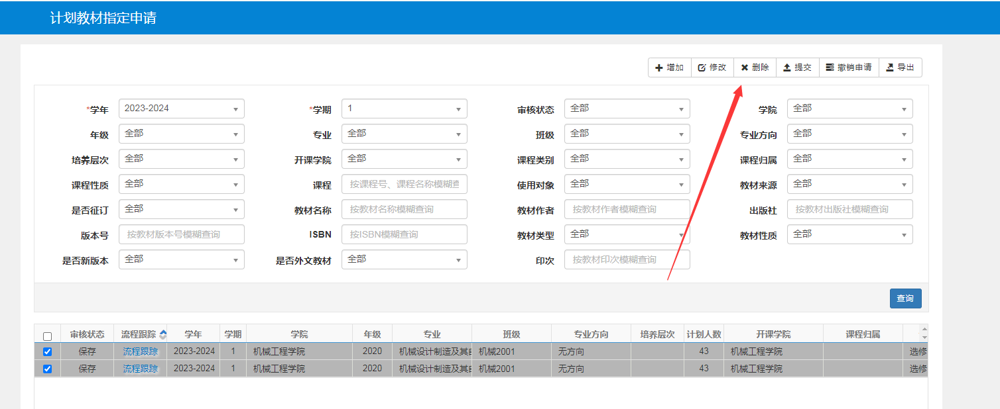 计划教材指定申请
增加 修改 删除 提交 撤销申请 导出
*学年 2023-2024 *学期 1 审核状态 全部 学院 全部
年级 全部 专业 全部 班级 全部 专业方向 全部
培养层次 全部 开课学院 全部 课程类别 全部 课程归属 全部
课程性质 全部 课程 按课程号、课程名称模糊查 使用对象 全部 教材来源 全部
是否征订 全部 教材名称 按教材名称模糊查询 教材作者 按教材作者模糊查询 出版社 按教材出版社模糊查询
版本号 按教材版本号模糊查询 ISBN 按ISBN模糊查询 教材类型 全部 教材性质 全部
是否新版本 全部 是否外文教材 全部 印次 按教材印次模糊查询
查询
审核状态 流程跟踪 学年 学期 学院 年级 专业 班级 专业方向 培养层次 计划人数 开课学院 课程归属
保存 流程跟踪 2023-2024 1 机械工程学院 2020 机械设计制造及其 机械2001 无方向 43 机械工程学院 选修
保存 流程跟踪 2023-2024 1 机械工程学院 2020 机械设计制造及其 机械2001 无方向 43 机械工程学院 选修